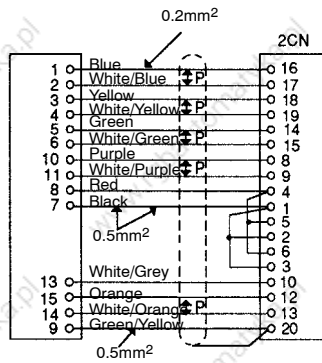 0.2mm²
2CN
1 Blue 16
2 White/Blue P 17
3 Yellow 18
4 White/Yellow P 19
5 Green 14
6 White/Green P 15
10 Purple 8
11 White/Purple P 9
8 Red 4
7 Black 1
5
2
0.5mm²
6
3
13 White/Grey 10
15 Orange 12
14 White/Orange P 13
9 Green/Yellow 20
0.5mm²